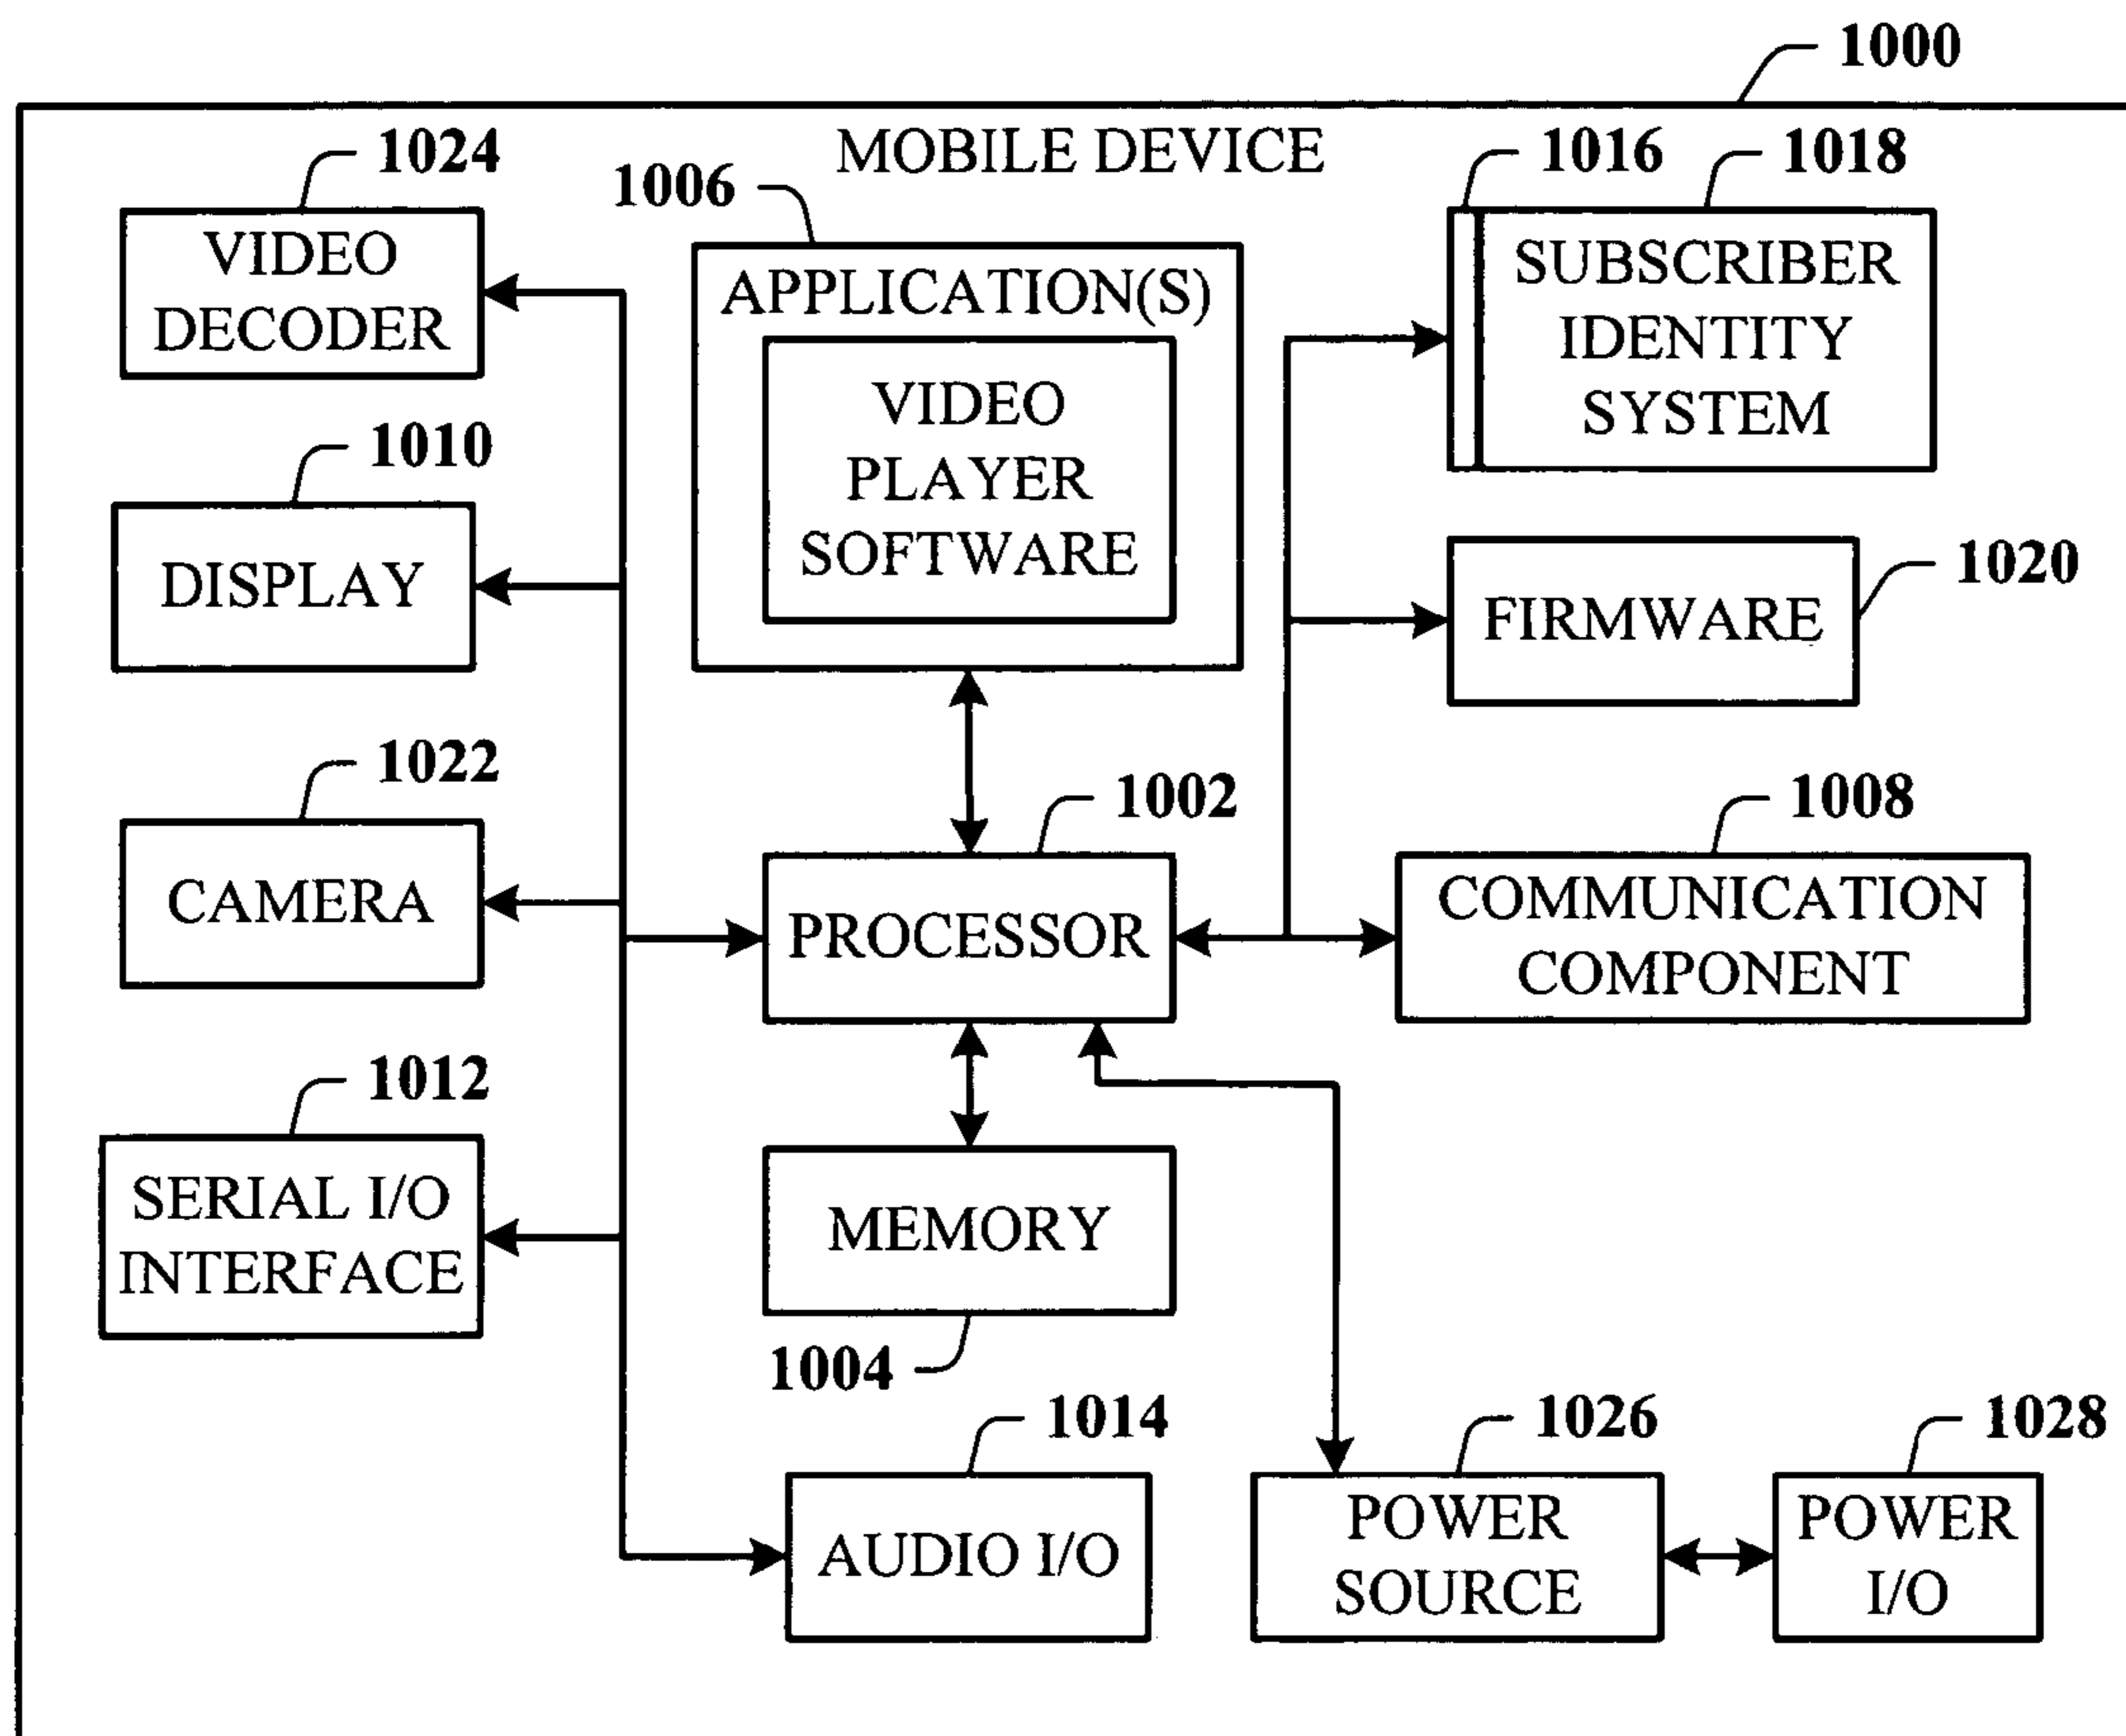 1000
MOBILE DEVICE
1024
1006
1016
1018
VIDEO
DECODER
APPLICATION(S)
VIDEO
PLAYER
SOFTWARE
SUBSCRIBER
IDENTITY
SYSTEM
1010
DISPLAY
1020
FIRMWARE
1022
CAMERA
1002
PROCESSOR
1008
COMMUNICATION
COMPONENT
1012
SERIAL I/O
INTERFACE
MEMORY
1004
1014
AUDIO I/O
1026
POWER
SOURCE
1028
POWER
I/O